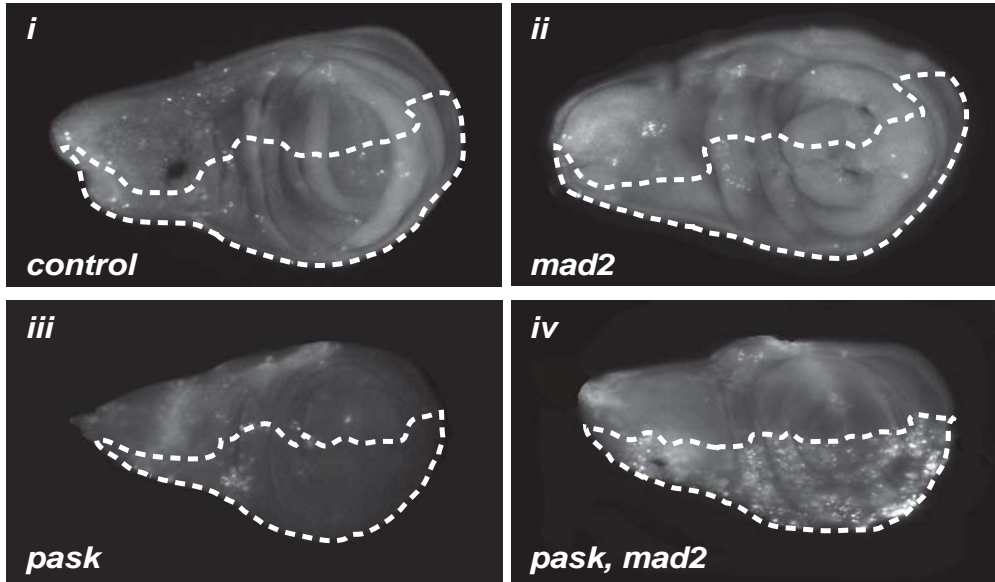 i
control
ii
mad2
iii
pask
iv
pask, mad2